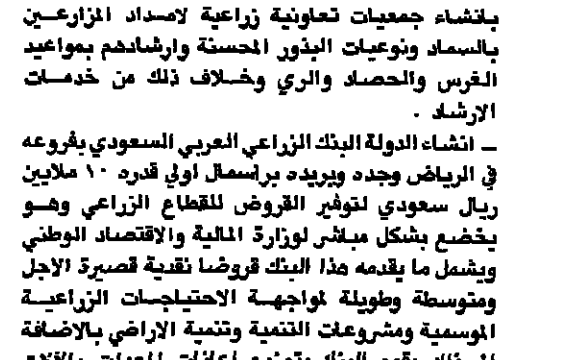 بانشاء جمعيات تعاونية زراعية لامداد المزارعين
بالسماد ونوعيات البذور المحسنة وارشادهم بمواعيد
الغرس والحصاد والري وخلاف ذلك من خدمات
الارشاد .
– انشاء الدولة البنك الزراعي العربي السعودي بفروعه
في الرياض وجده وبريده براسمال اولي قدره ١٠ ملايين
ريال سعودي لتوفير القروض للقطاع الزراعي وهو
يخضع بشكل مباشر لوزارة المالية والاقتصاد الوطني
ويشمل ما يقدمه هذا البنك قروضا نقدية قصيرة الاجل
ومتوسطة وطويلة لمواجهة الاحتياجات الزراعية
الموسمية ومشروعات التنمية وتنمية الاراضي بالاضافة